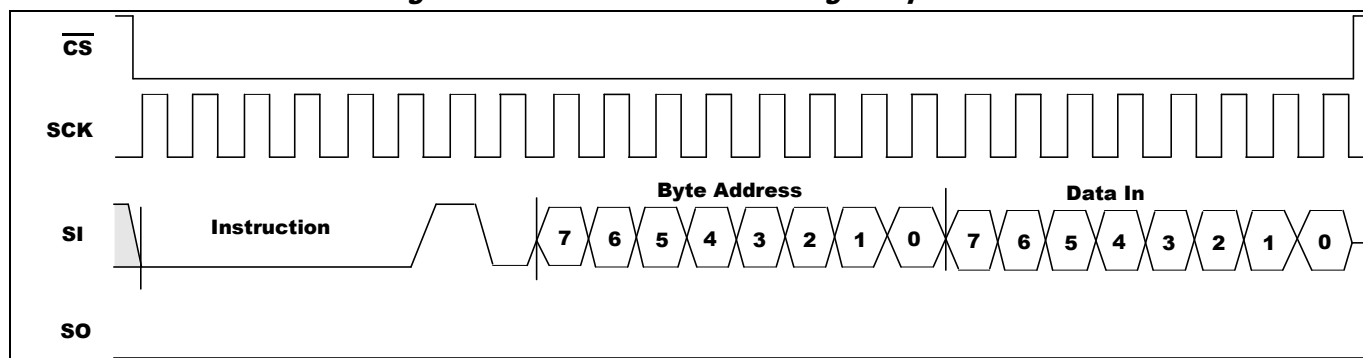 CS
SCK
Byte Address
Data In
SI
Instruction
7 6 5 4 3 2 1 0 7 6 5 4 3 2 1 0
SO